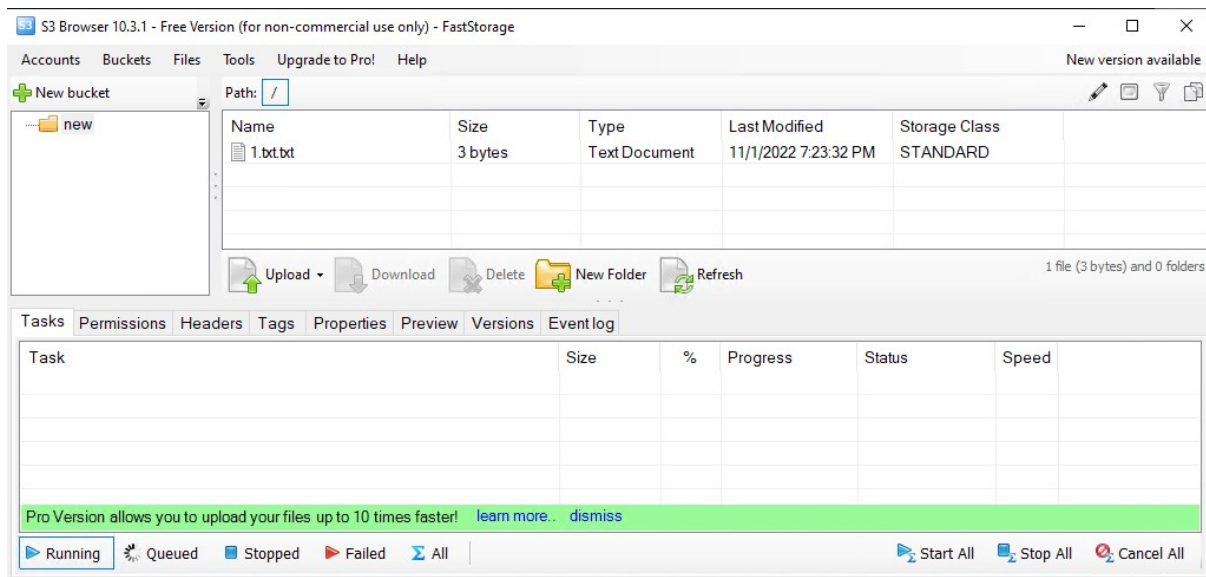 S3 S3 Browser 10.3.1 - Free Version (for non-commercial use only) - FastStorage
Accounts Buckets Files Tools Upgrade to Pro! Help New version available
New bucket Path: /
new
Name Size Type Last Modified Storage Class
1.txt.txt 3 bytes Text Document 11/1/2022 7:23:32 PM STANDARD
Upload Download Delete New Folder Refresh 1 file (3 bytes) and 0 folders
Tasks Permissions Headers Tags Properties Preview Versions Event log
Task Size % Progress Status Speed
Pro Version allows you to upload your files up to 10 times faster! learn more.. dismiss
Running Queued Stopped Failed Σ All Start All Stop All Cancel All